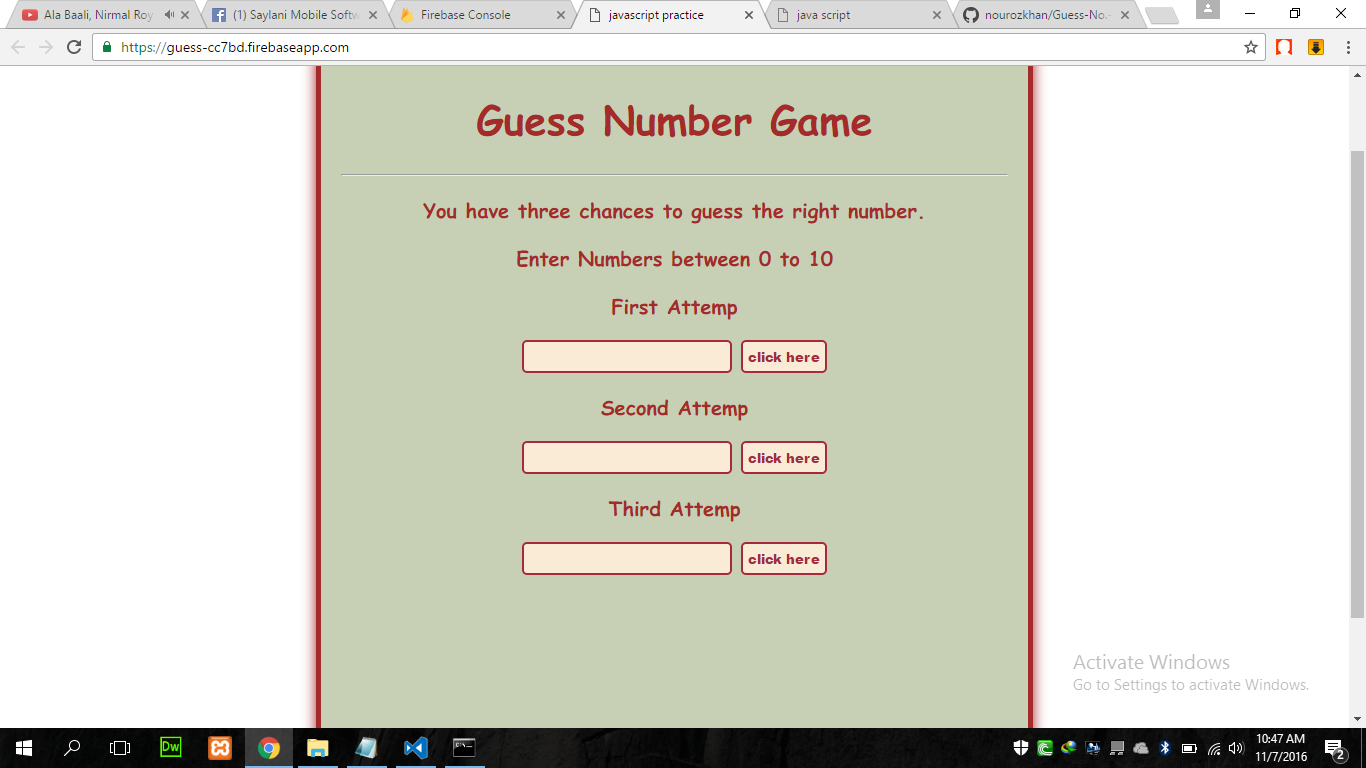 Ala Baali, Nirmal Roy
(1) Saylani Mobile Softw
Firebase Console
javascript practice
java script
nourozkhan/Guess-No.-
https://guess-cc7bd.firebaseapp.com
Guess Number Game
You have three chances to guess the right number.
Enter Numbers between 0 to 10
First Attemp
click here
Second Attemp
click here
Third Attemp
click here
Activate Windows
Go to Settings to activate Windows.
Dw
10:47 AM
11/7/2016
2